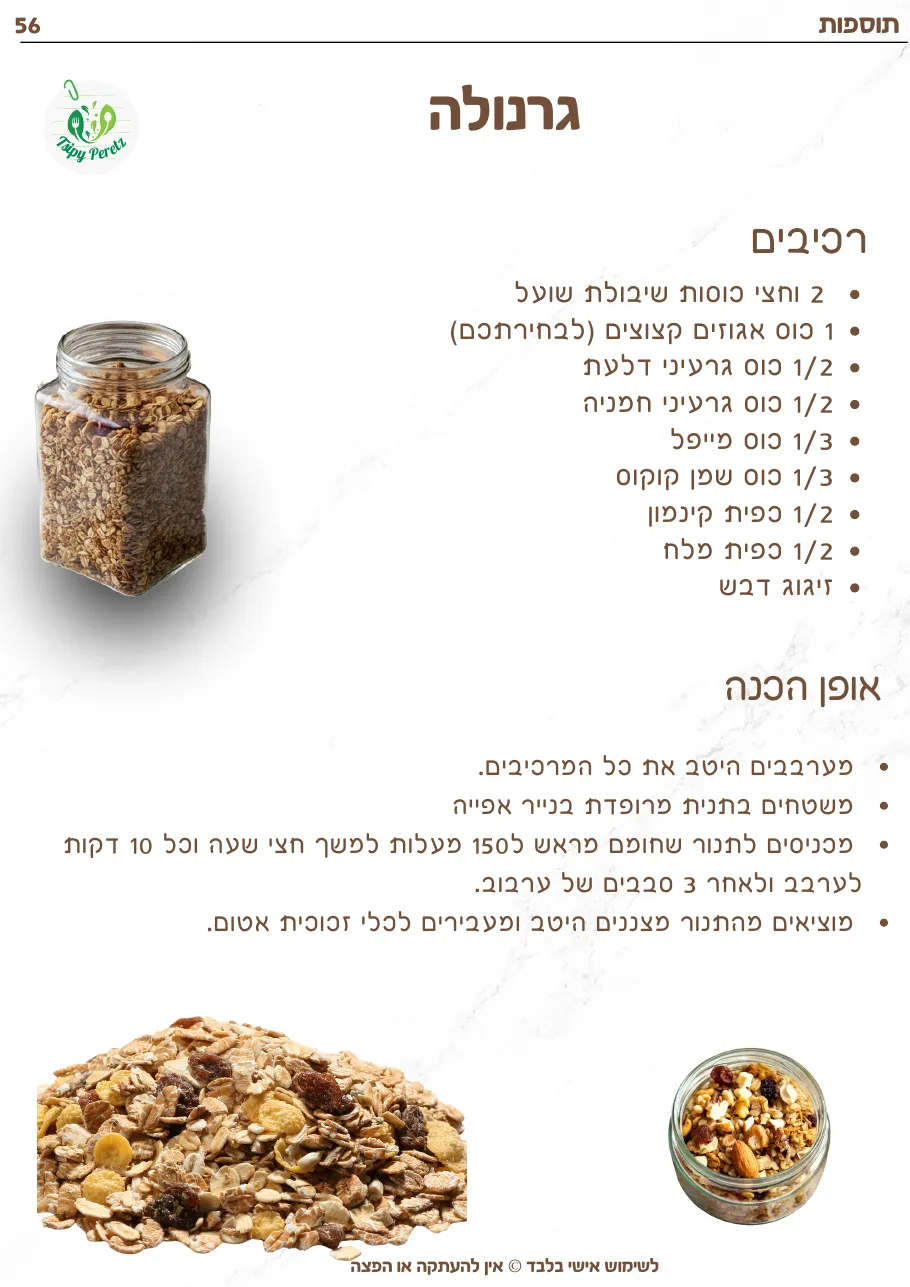 תוספות
56
Tsipy Peretz
גרנולה
רכיבים
• 2 וחצי כוסות שיבולת שועל
• 1 כוס אגוזים קצוצים (לבחירתכם)
• 1/2 כוס גרעיני דלעת
• 1/2 כוס גרעיני חמניה
• 1/3 כוס מייפל
• 1/3 כוס שמן קוקוס
• 1/2 כפית קינמון
• 1/2 כפית מלח
• זיגוג דבש
אופן הכנה
• מערבבים היטב את כל המרכיבים.
• משטחים בתנית מרופדת בנייר אפייה
• מכניסים לתנור שחומם מראש ל150 מעלות למשך חצי שעה וכל 10 דקות
לערבב ולאחר 3 סבבים של ערבוב.
• מוציאים מהתנור מצננים היטב ומעבירים לכלי זכוכית אטום.
לשימוש אישי בלבד © אין להעתקה או הפצה